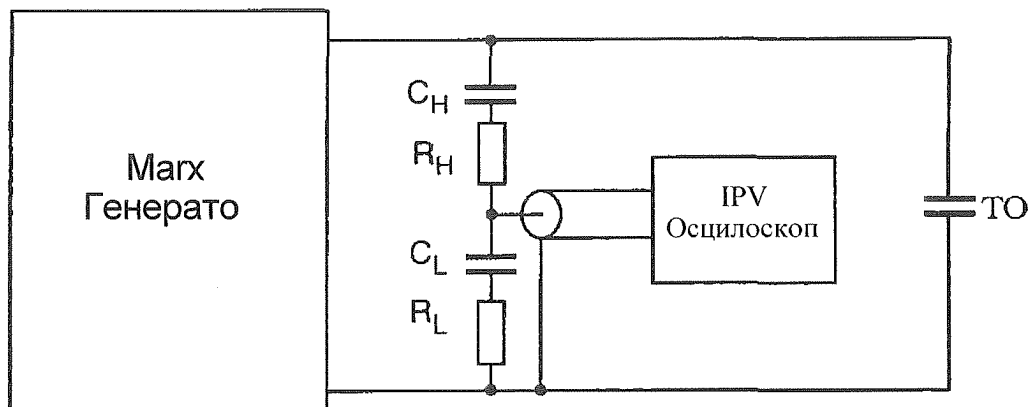 Marx
Генерато
C_H
R_H
C_L
R_L
IPV
Осцилоскоп
TO